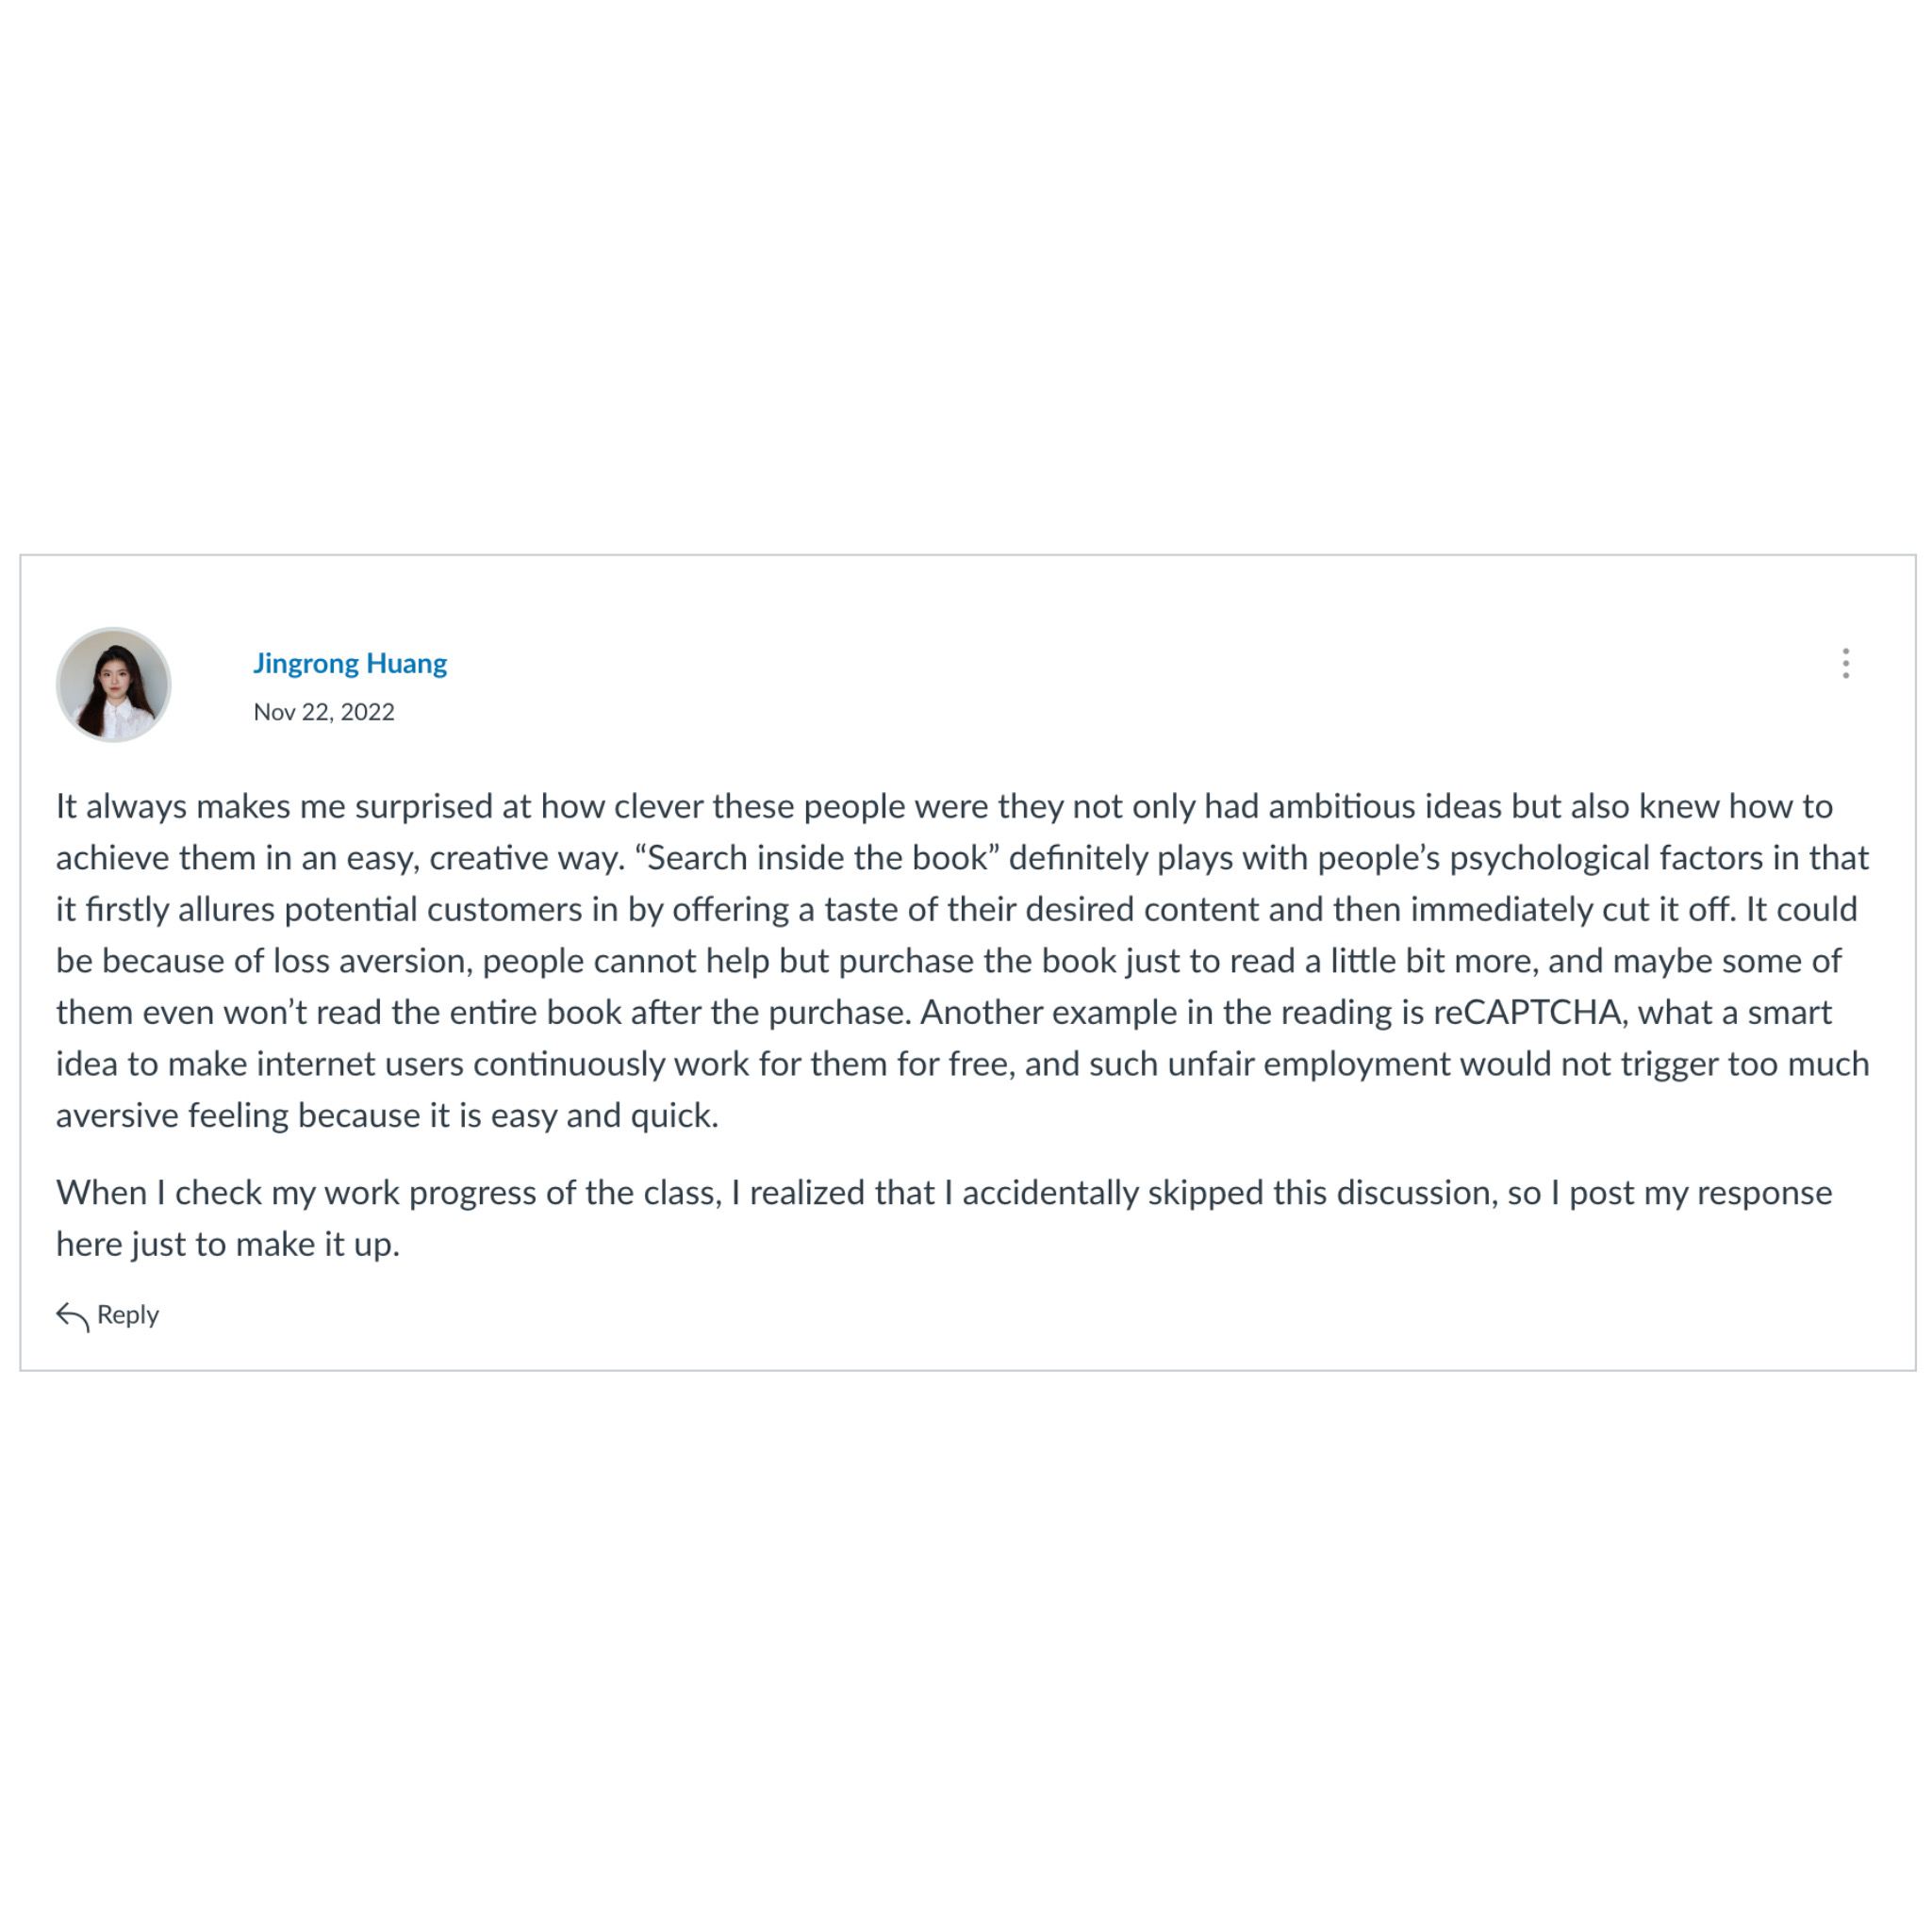 Jingrong Huang
Nov 22, 2022
It always makes me surprised at how clever these people were they not only had ambitious ideas but also knew how to
achieve them in an easy, creative way. “Search inside the book” definitely plays with people’s psychological factors in that
it firstly allures potential customers in by offering a taste of their desired content and then immediately cut it off. It could
be because of loss aversion, people cannot help but purchase the book just to read a little bit more, and maybe some of
them even won’t read the entire book after the purchase. Another example in the reading is reCAPTCHA, what a smart
idea to make internet users continuously work for them for free, and such unfair employment would not trigger too much
aversive feeling because it is easy and quick.
When I check my work progress of the class, I realized that I accidentally skipped this discussion, so I post my response
here just to make it up.
Reply